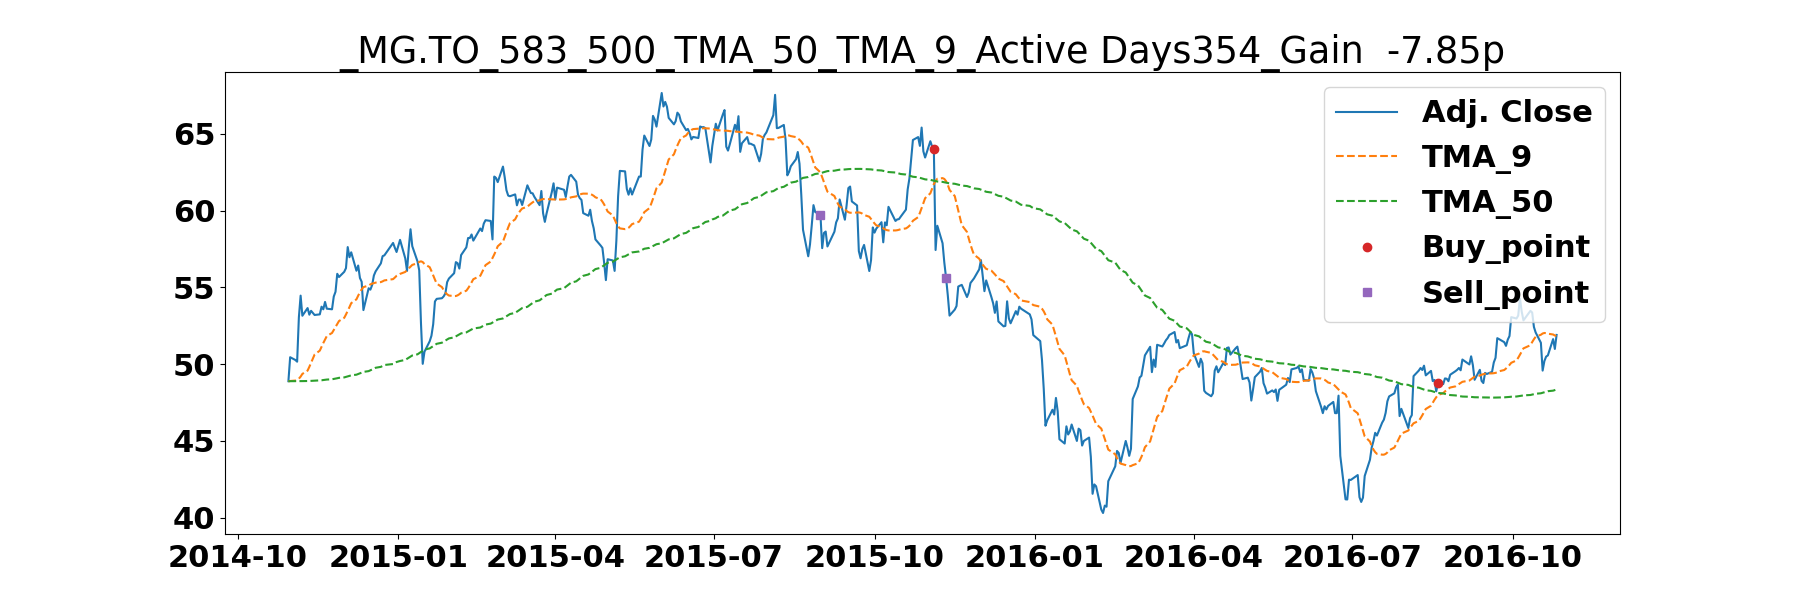 _MG.TO_583_500_TMA_50_TMA_9_Active Days354_Gain  -7.85p
Adj. Close
TMA_9
TMA_50
Buy_point
Sell_point
65
60
55
50
45
40
2014-10 2015-01 2015-04 2015-07 2015-10 2016-01 2016-04 2016-07 2016-10